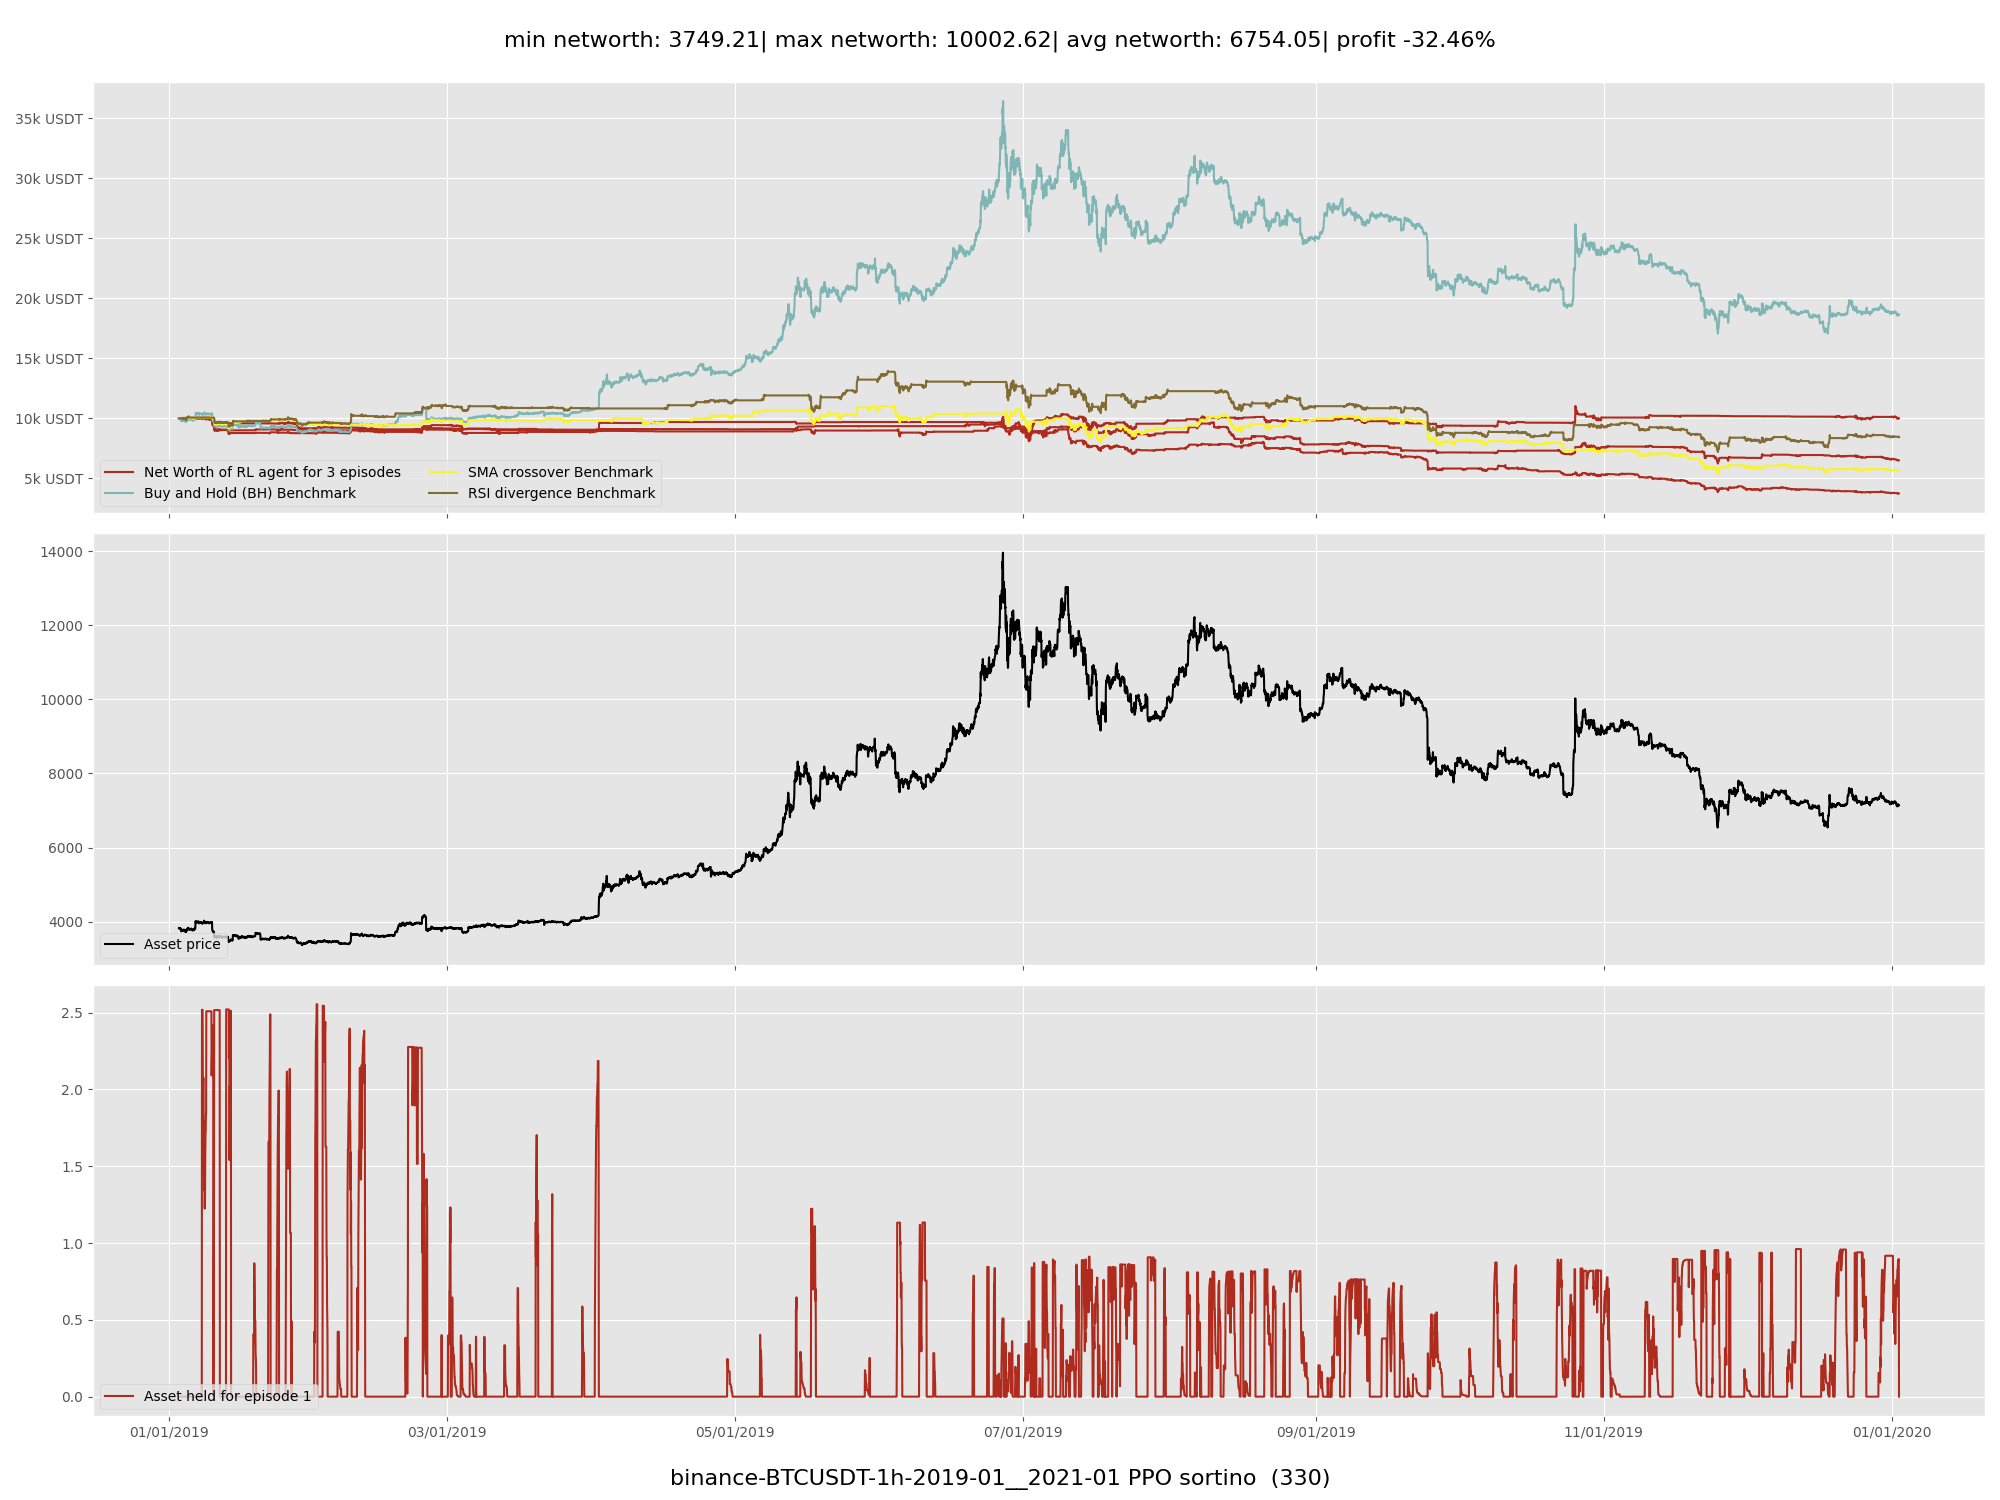 min networth: 3749.21| max networth: 10002.62| avg networth: 6754.05| profit -32.46%
35k USDT
30k USDT
25k USDT
20k USDT
15k USDT
10k USDT
5k USDT
Net Worth of RL agent for 3 episodes
Buy and Hold (BH) Benchmark
SMA crossover Benchmark
RSI divergence Benchmark
14000
12000
10000
8000
6000
4000
Asset price
2.5
2.0
1.5
1.0
0.5
0.0
Asset held for episode 1
01/01/2019 03/01/2019 05/01/2019 07/01/2019 09/01/2019 11/01/2019 01/01/2020
binance-BTCUSDT-1h-2019-01__2021-01 PPO sortino (330)